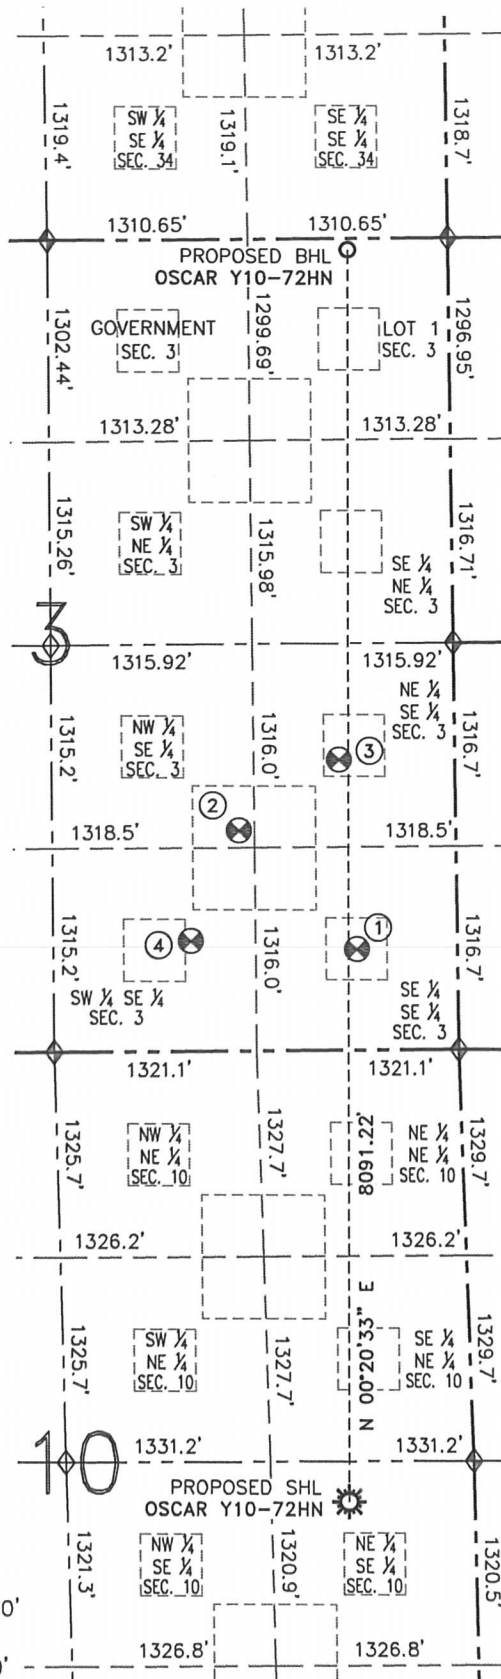 1313.2' 1313.2'
1319.4'
SW ¼
SE ¼
SEC. 34
1319.1'
SE ¼
SE ¼
SEC. 34
1318.7'
1310.65' 1310.65'
PROPOSED BHL
OSCAR Y10-72HN
1302.44'
GOVERNMENT
SEC. 3
1299.69'
LOT 1
SEC. 3
1296.95'
1313.28' 1313.28'
1315.26'
SW ¼
NE ¼
SEC. 3
1315.98'
SE ¼
NE ¼
SEC. 3
1316.71'
3
1315.92' 1315.92'
1315.2'
NW ¼
SE ¼
SEC. 3
1316.0'
NE ¼
SE ¼
SEC. 3
1316.7'
3
2
1318.5' 1318.5'
1315.2'
4
SW ¼ SE ¼
SEC. 3
1316.0'
1
SE ¼
SE ¼
SEC. 3
1316.7'
1321.1' 1321.1'
1325.7'
NW ¼
NE ¼
SEC. 10
1327.7'
8091.22'
NE ¼
NE ¼
SEC. 10
1329.7'
1326.2' 1326.2'
1325.7'
SW ¼
NE ¼
SEC. 10
1327.7'
N 00°20'33" E
SE ¼
NE ¼
SEC. 10
1329.7'
10
1331.2' 1331.2'
PROPOSED SHL
OSCAR Y10-72HN
1321.3'
NW ¼
SE ¼
SEC. 10
1320.9'
NE ¼
SE ¼
SEC. 10
1320.5'
0'
1326.8' 1326.8'